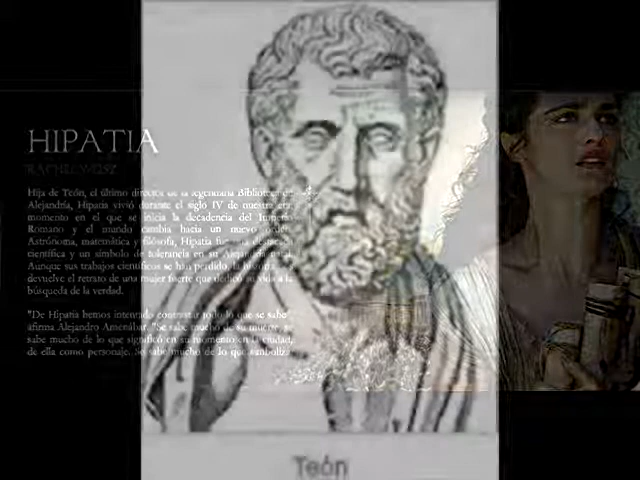 HIPATIA
RACHEL WEISZ
Hija de Teón, el último director de la legendaria Biblioteca de
Alejandría, Hipatia vivió durante el siglo IV de nuestra era,
momento en el que se inicia la decadencia del Imperio
Romano y el mundo cambia hacia un nuevo orden.
Astrónoma, matemática y filósofa, Hipatia fue una destacada
científica y un símbolo de tolerancia en su Alejandría natal.
Aunque sus trabajos científicos se han perdido, la historia
devuelve el retrato de una mujer fuerte que dedicó su vida a la
búsqueda de la verdad.
"De Hipatia hemos intentado contrastar todo lo que se sabe"
afirma Alejandro Amenábar. "Se sabe mucho de su muerte, se
sabe mucho de lo que significó en su momento en la ciudad,
de ella como personaje. Se sabe mucho de lo que simboliza
Teón